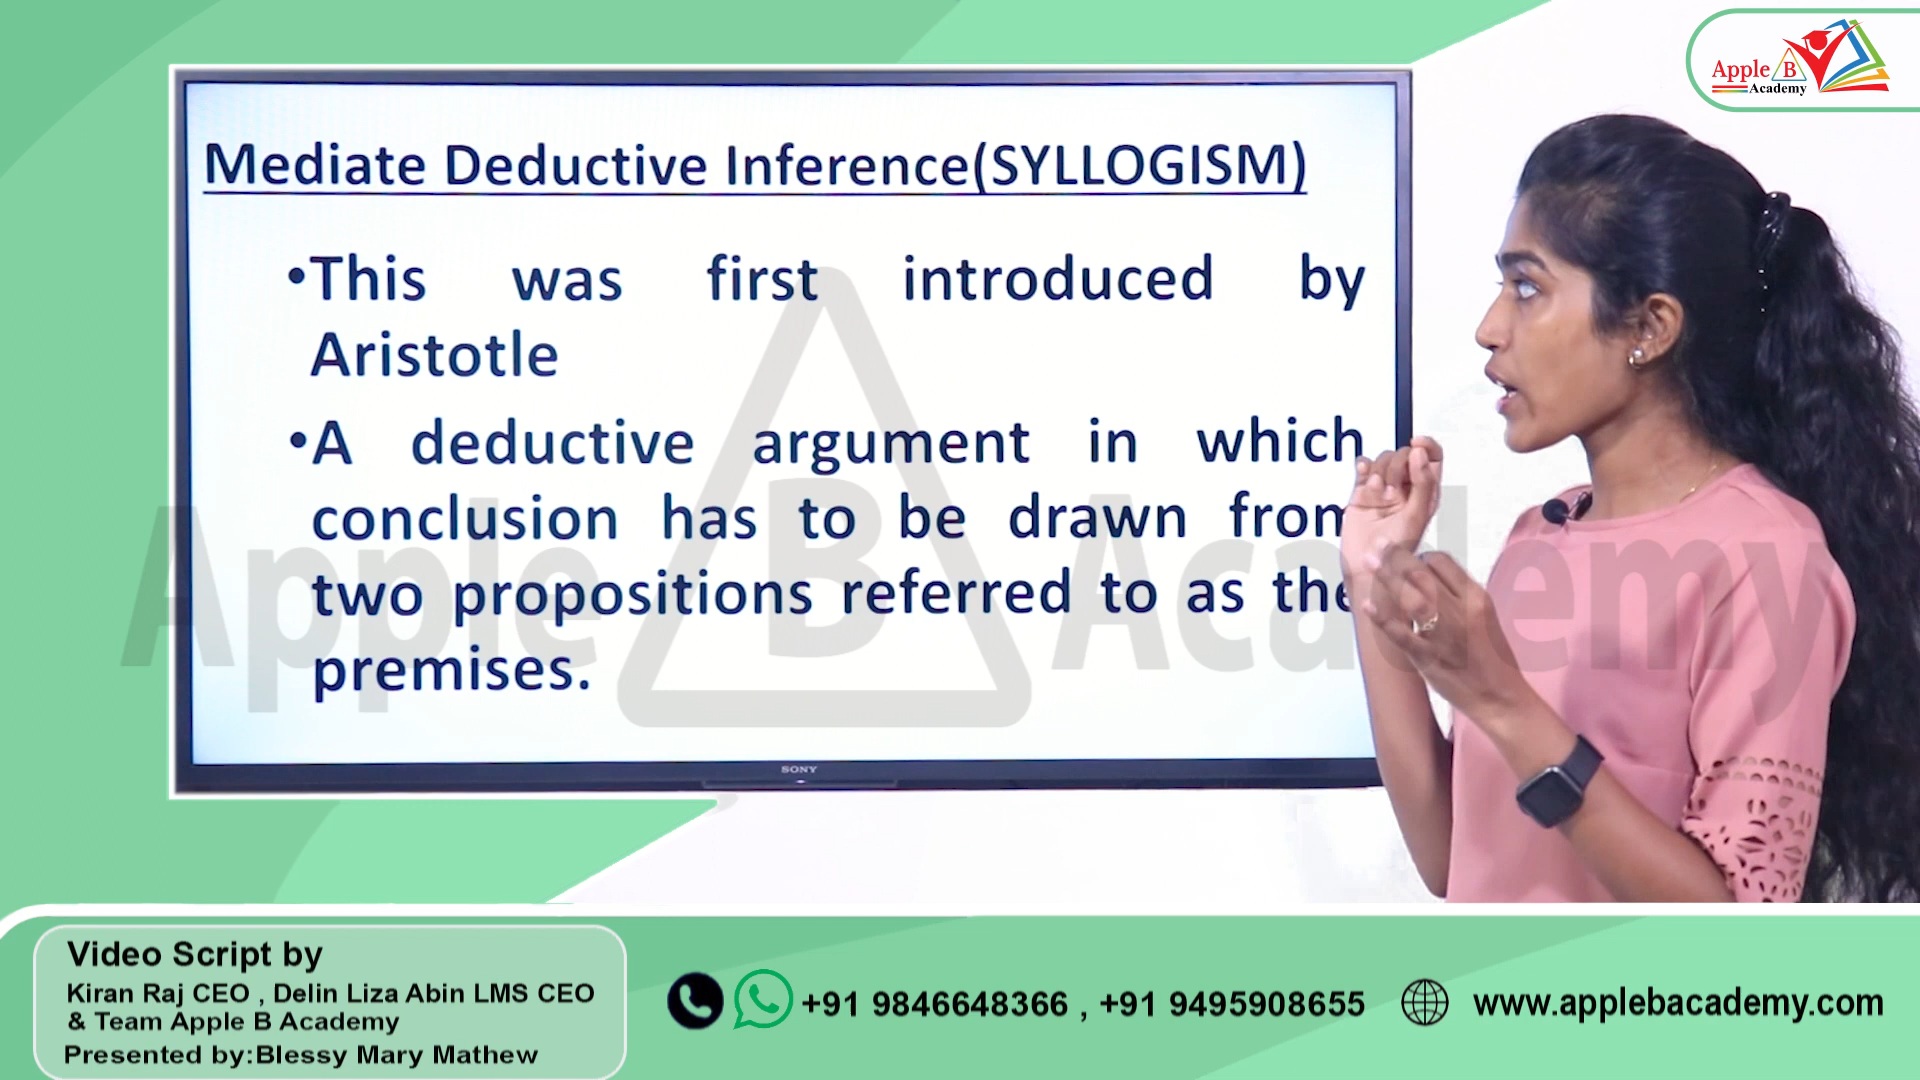 Apple B
Academy
Mediate Deductive Inference(SYLLOGISM)
•This was first introduced by
Aristotle
•A deductive argument in which
conclusion has to be drawn from
two propositions referred to as the
premises.
Apple B Academy
SONY
Video Script by
Kiran Raj CEO , Delin Liza Abin LMS CEO
& Team Apple B Academy
Presented by:Blessy Mary Mathew
+91 9846648366 , +91 9495908655
www.applebacademy.com